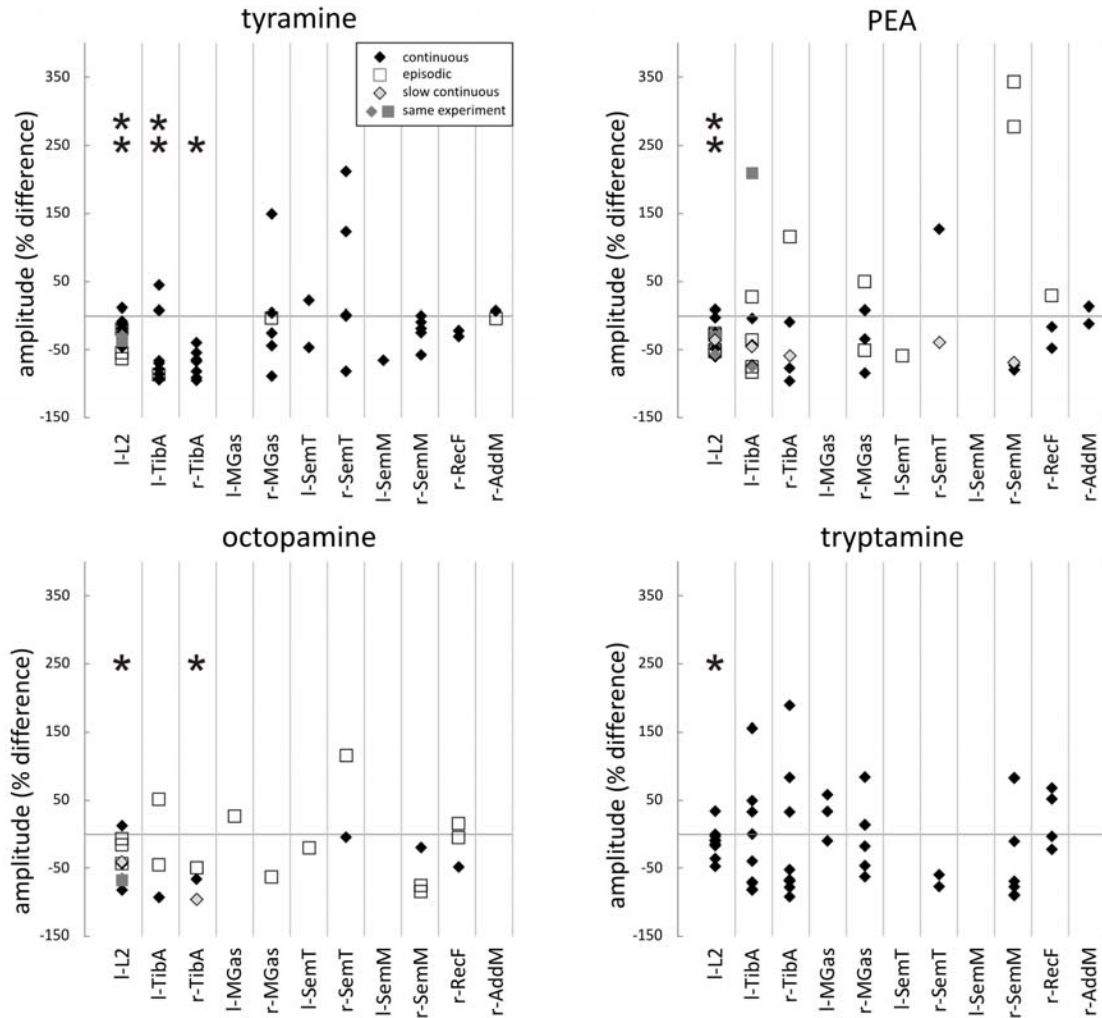 tyramine
PEA
continuous
episodic
slow continuous
same experiment
amplitude (% difference)
350
250
150
50
-50
-150
* * * * *
l-L2
l-TibA
r-TibA
l-MGas
r-MGas
l-SemT
r-SemT
l-SemM
r-SemM
r-RecF
r-AddM
amplitude (% difference)
350
250
150
50
-50
-150
* *
l-L2
l-TibA
r-TibA
l-MGas
r-MGas
l-SemT
r-SemT
l-SemM
r-SemM
r-RecF
r-AddM
octopamine
tryptamine
amplitude (% difference)
350
250
150
50
-50
-150
* *
l-L2
l-TibA
r-TibA
l-MGas
r-MGas
l-SemT
r-SemT
l-SemM
r-SemM
r-RecF
r-AddM
amplitude (% difference)
350
250
150
50
-50
-150
*
l-L2
l-TibA
r-TibA
l-MGas
r-MGas
l-SemT
r-SemT
l-SemM
r-SemM
r-RecF
r-AddM